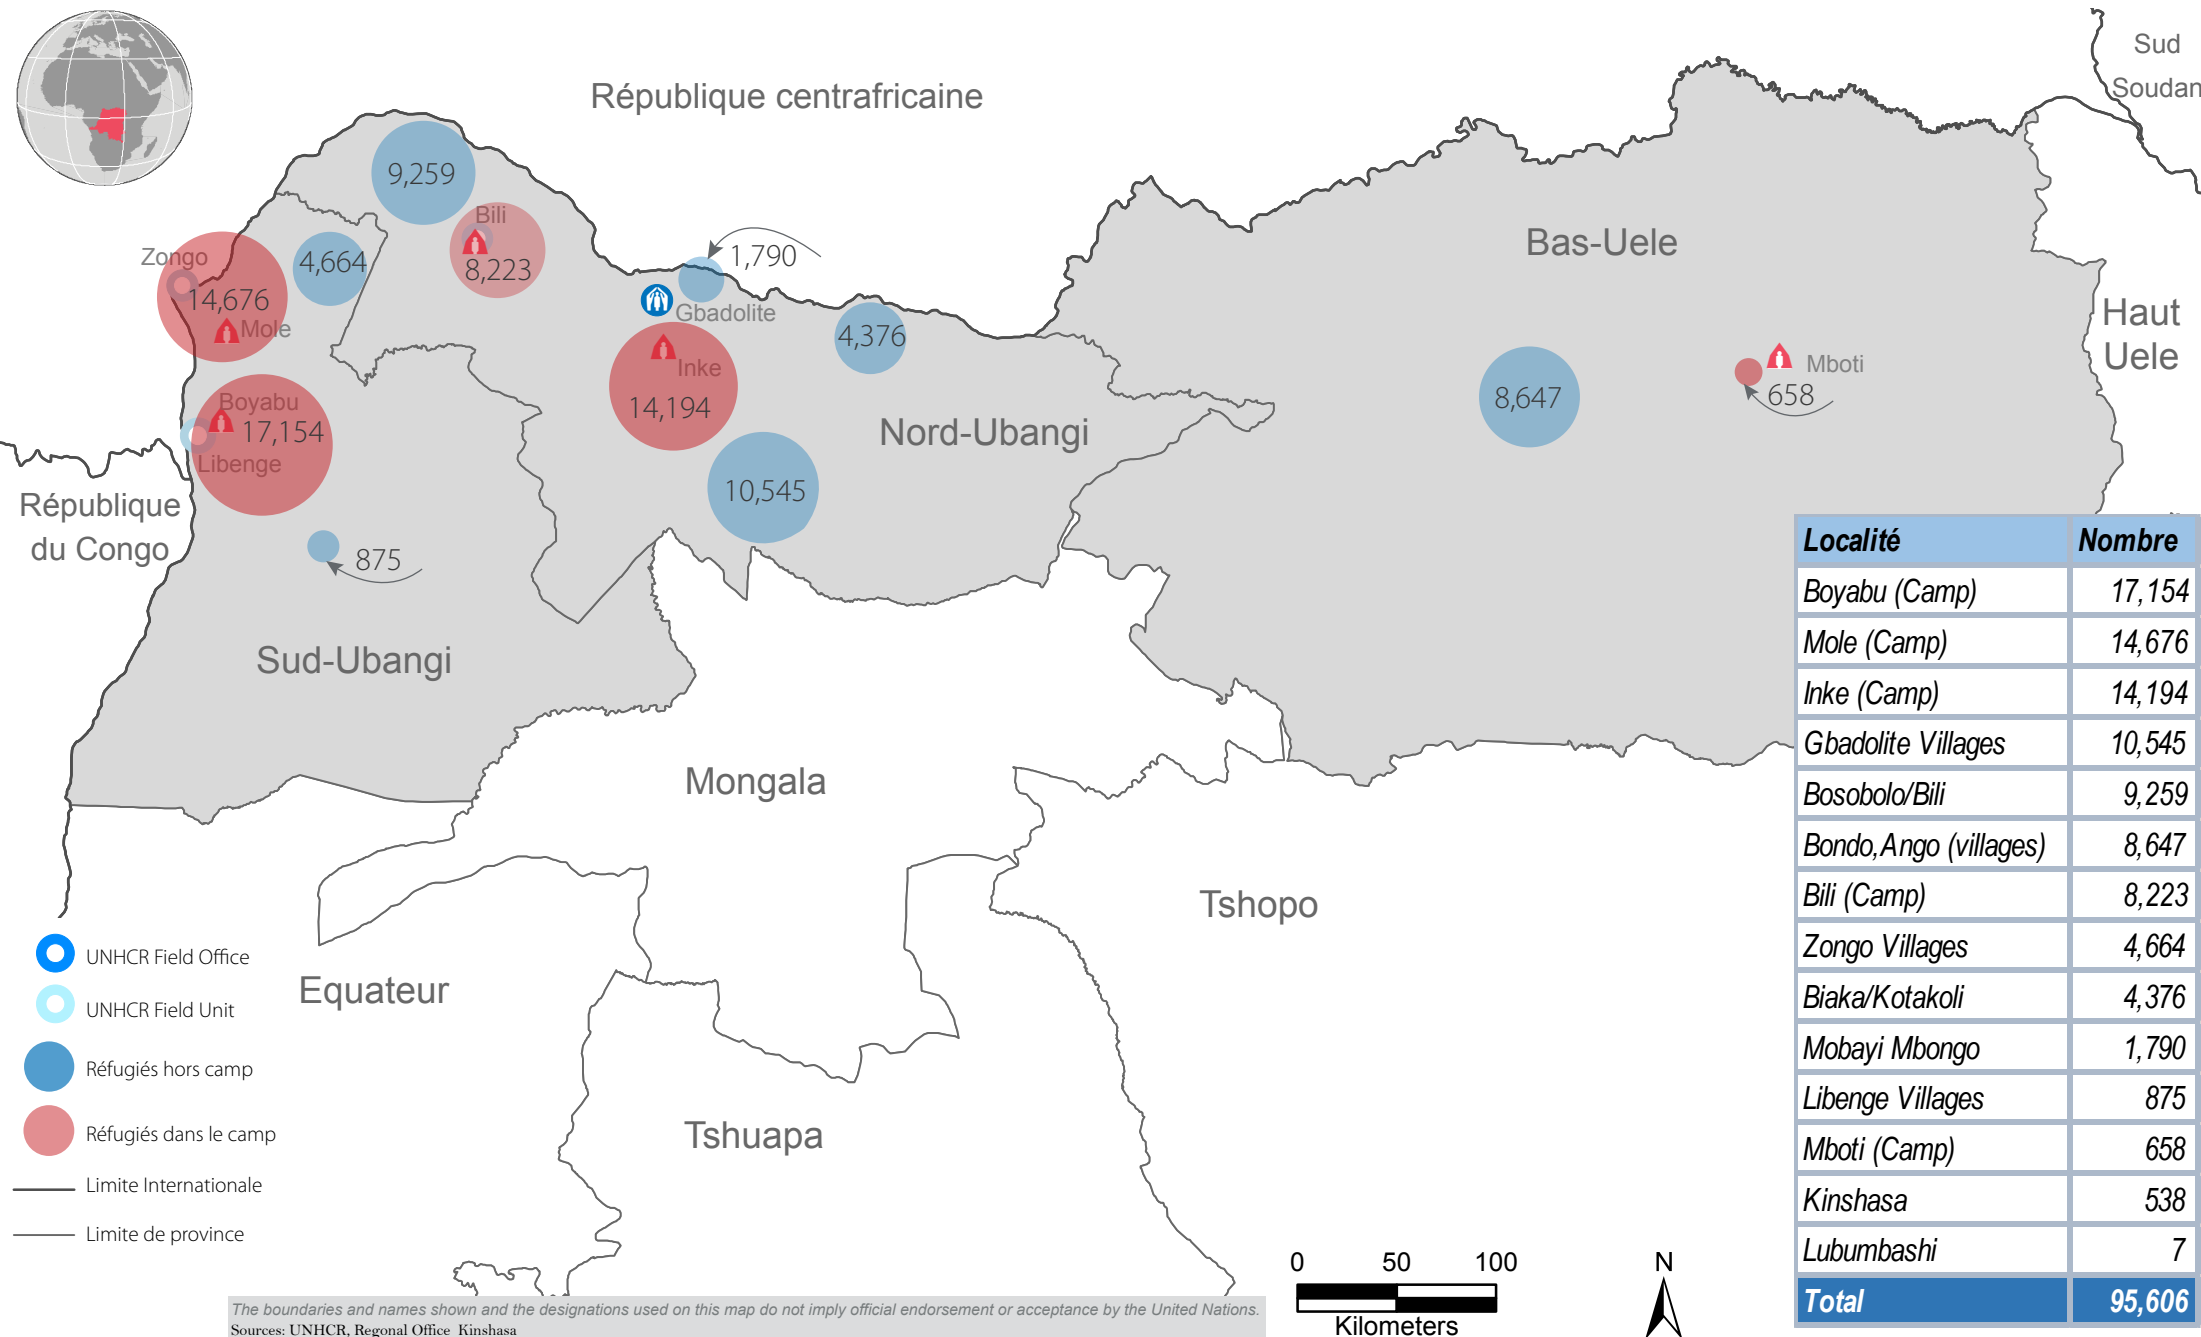 Sud
Soudan
République centrafricaine
9,259
Bili
8,223
Zongo
4,664
14,676
Mole
1,790
Gbadolite
Bas-Uele
Haut
Uele
4,376
Inke
14,194
8,647
Mboti
658
Boyabu
17,154
Libenge
Nord-Ubangi
10,545
République
du Congo
875
Sud-Ubangi
Mongala
Tshopo
Equateur
Tshuapa
Localité Nombre
Boyabu (Camp) 17,154
Mole (Camp) 14,676
Inke (Camp) 14,194
Gbadolite Villages 10,545
Bosobolo/Bili 9,259
Bondo,Ango (villages) 8,647
Bili (Camp) 8,223
Zongo Villages 4,664
Biaka/Kotakoli 4,376
Mobayi Mbongo 1,790
Libenge Villages 875
Mboti (Camp) 658
Kinshasa 538
Lubumbashi 7
Total 95,606
UNHCR Field Office
UNHCR Field Unit
Réfugiés hors camp
Réfugiés dans le camp
Limite Internationale
Limite de province
0 50 100
Kilometers
N
The boundaries and names shown and the designations used on this map do not imply official endorsement or acceptance by the United Nations.
Sources: UNHCR, Regonal Office Kinshasa